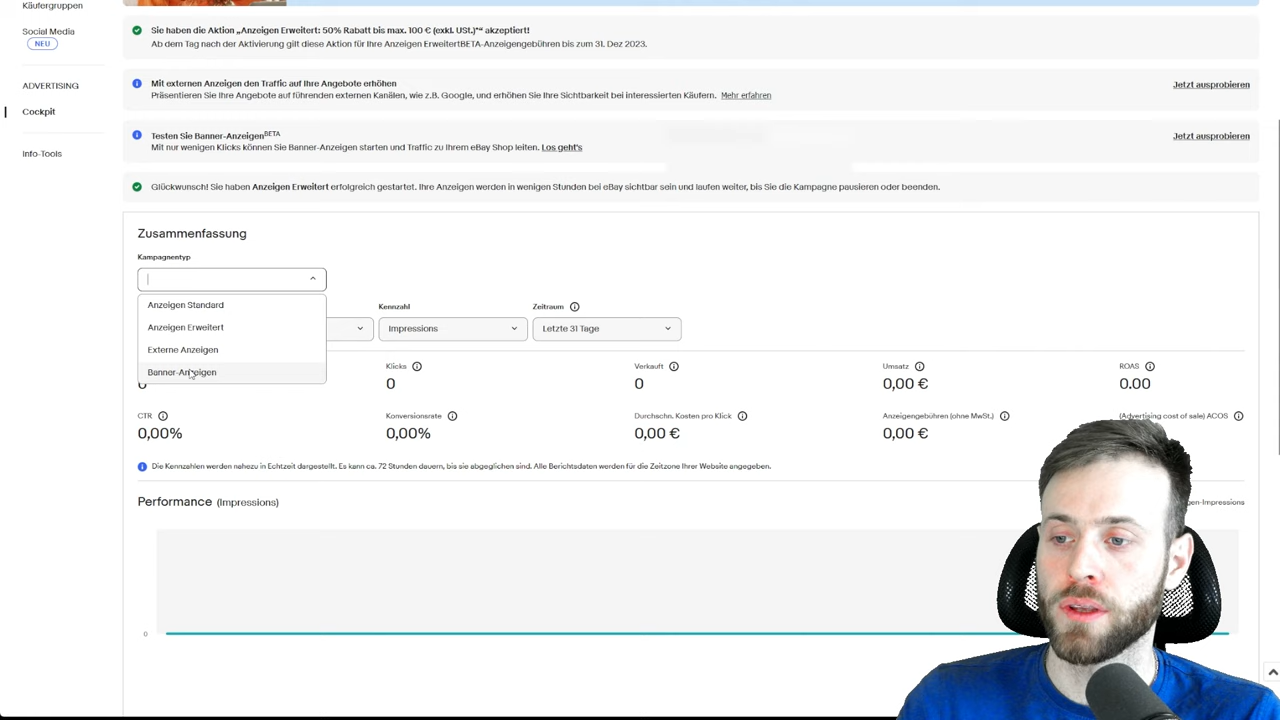 Käufergruppen
Social Media
NEU
ADVERTISING
Cockpit
Info-Tools
Sie haben die Aktion „Anzeigen Erweitert: 50% Rabatt bis max. 100 € (exkl. USt.)*“ akzeptiert!
Ab dem Tag nach der Aktivierung gilt diese Aktion für Ihre Anzeigen ErweitertBETA-Anzeigengebühren bis zum 31. Dez 2023.
Mit externen Anzeigen den Traffic auf Ihre Angebote erhöhen
Jetzt ausprobieren
Präsentieren Sie Ihre Angebote auf führenden externen Kanälen, wie z.B. Google, und erhöhen Sie Ihre Sichtbarkeit bei interessierten Käufern. Mehr erfahren
Testen Sie Banner-AnzeigenBETA
Jetzt ausprobieren
Mit nur wenigen Klicks können Sie Banner-Anzeigen starten und Traffic zu Ihrem eBay Shop leiten. Los geht's
Glückwunsch! Sie haben Anzeigen Erweitert erfolgreich gestartet. Ihre Anzeigen werden in wenigen Stunden bei eBay sichtbar sein und laufen weiter, bis Sie die Kampagne pausieren oder beenden.
Zusammenfassung
Kampagnentyp
Anzeigen Standard
Anzeigen Erweitert
Externe Anzeigen
Banner-Anzeigen
Kennzahl
Zeitraum
Impressions
Letzte 31 Tage
Klicks
Verkauft
Umsatz
ROAS
0
0
0
0,00 €
0.00
CTR
Konversionsrate
Durchschn. Kosten pro Klick
Anzeigengebühren (ohne MwSt.)
(Advertising cost of sale) ACOS
0,00%
0,00%
0,00 €
0,00 €
Die Kennzahlen werden nahezu in Echtzeit dargestellt. Es kann ca. 72 Stunden dauern, bis sie abgeglichen sind. Alle Berichtsdaten werden für die Zeitzone Ihrer Website angegeben.
Performance (Impressions)
gen-Impressions
0